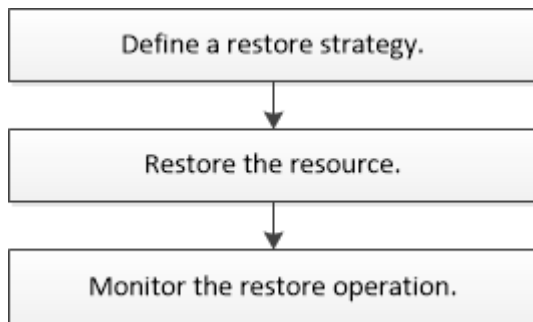 Define a restore strategy.
Restore the resource.
Monitor the restore operation.